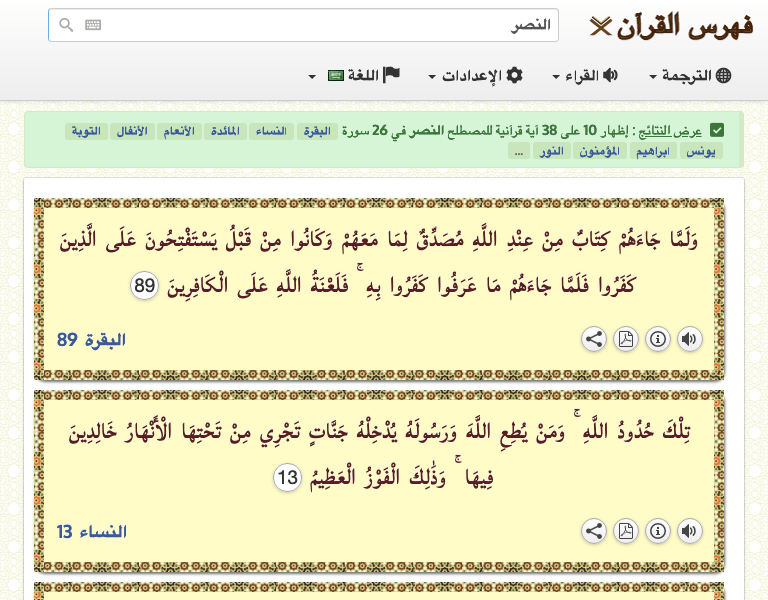 فهرس القرآن
النصر
الترجمة القراء الإعدادات اللغة
عرض النتائج : إظهار 10 على 38 آية قرآنية للمصطلح النصر في 26 سورة البقرة النساء المائدة الأنعام الأنفال التوبة
يونس ابراهيم المؤمنون النور ...
وَلَمَّا جَاءَهُمْ كِتَابٌ مِنْ عِنْدِ اللَّهِ مُصَدِّقٌ لِمَا مَعَهُمْ وَكَانُوا مِنْ قَبْلُ يَسْتَفْتِحُونَ عَلَى الَّذِينَ
كَفَرُوا فَلَمَّا جَاءَهُمْ مَا عَرَفُوا كَفَرُوا بِهِ ۚ فَلَعْنَةُ اللَّهِ عَلَى الْكَافِرِينَ 89
البقرة 89
تِلْكَ حُدُودُ اللَّهِ ۚ وَمَنْ يُطِعِ اللَّهَ وَرَسُولَهُ يُدْخِلْهُ جَنَّاتٍ تَجْرِي مِنْ تَحْتِهَا الْأَنْهَارُ خَالِدِينَ
فِيهَا ۚ وَذَٰلِكَ الْفَوْزُ الْعَظِيمُ 13
النساء 13